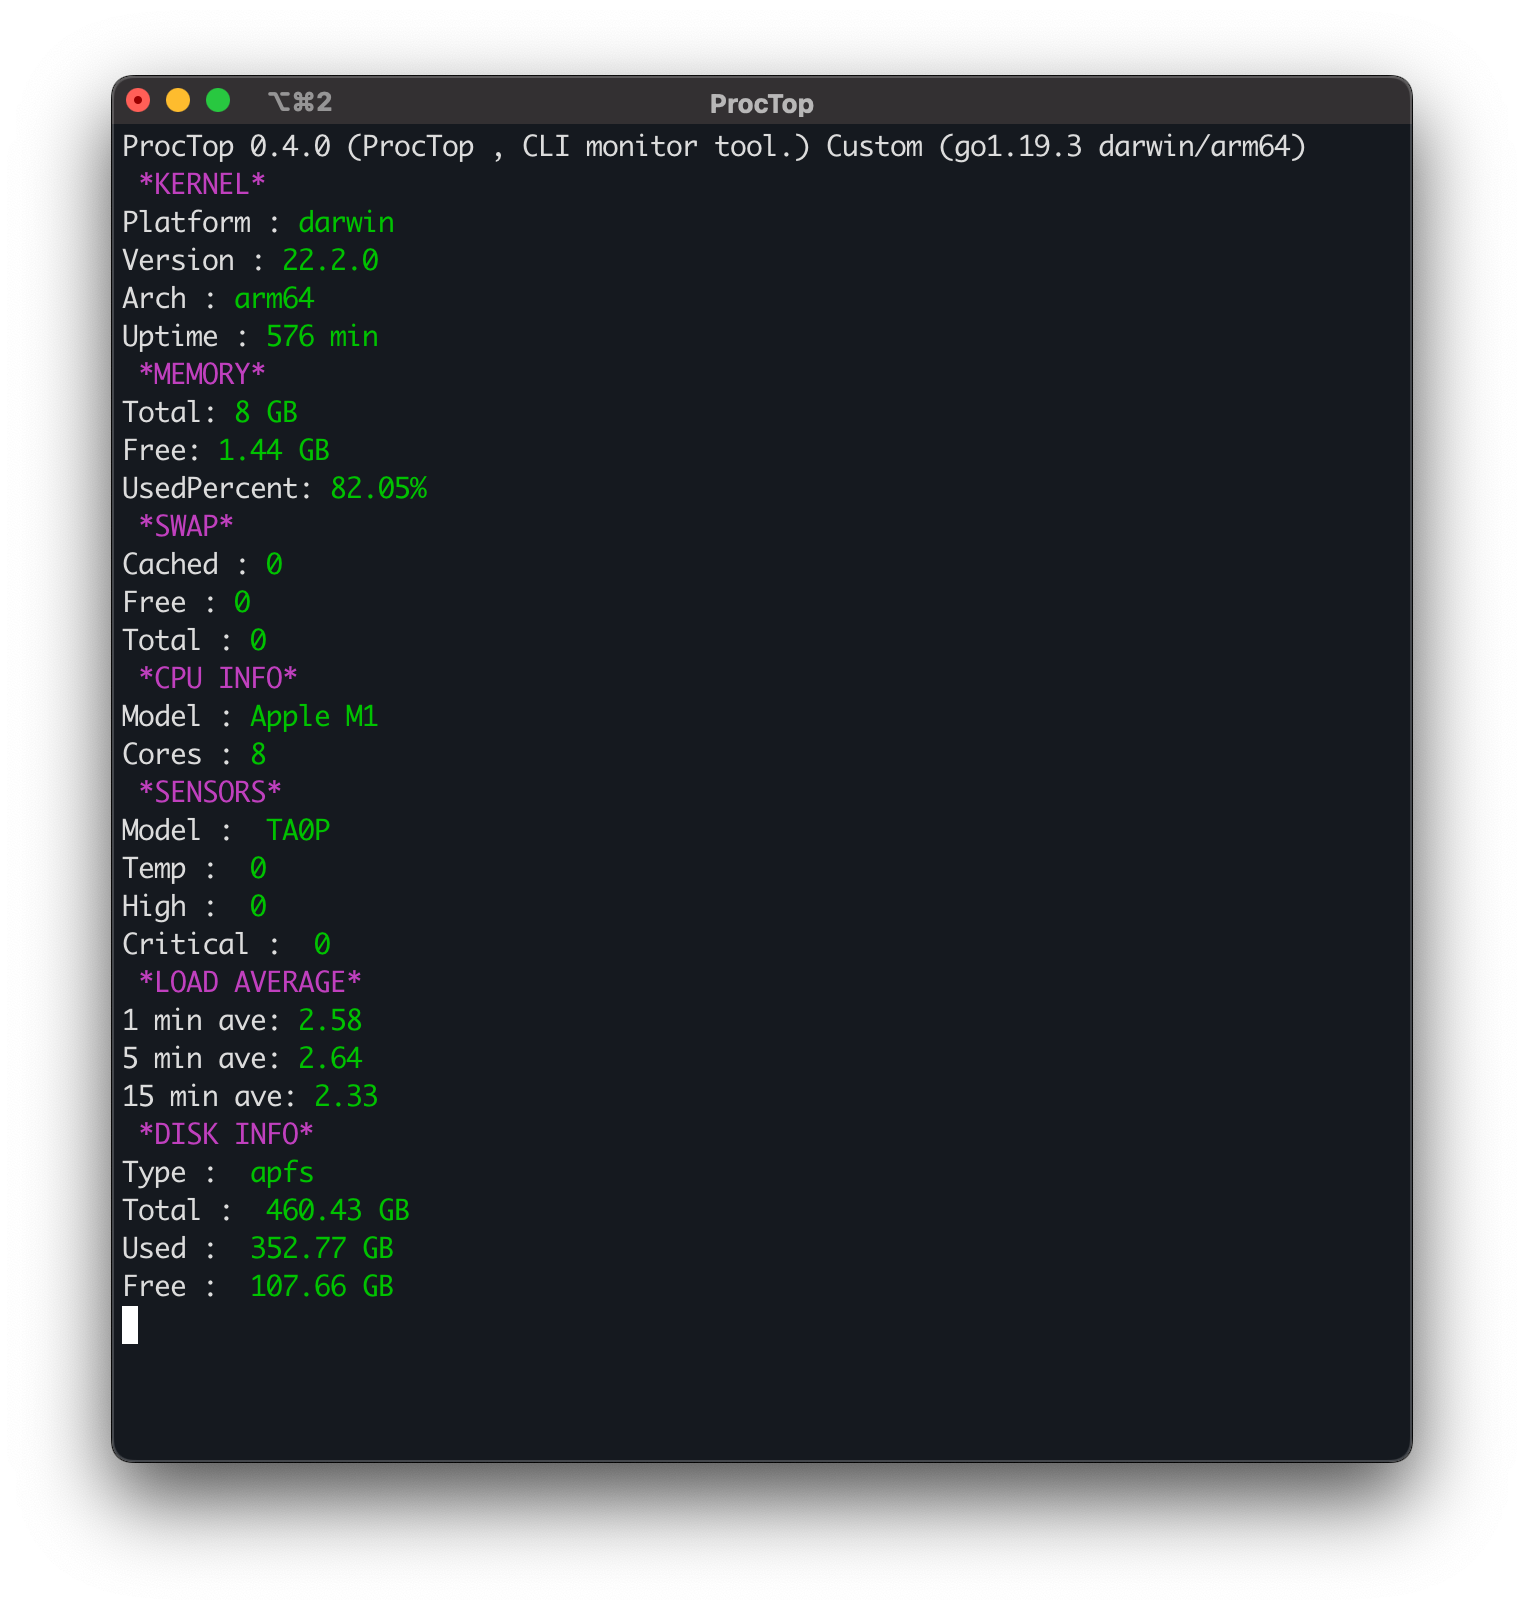 ⌥⌘2
ProcTop
ProcTop 0.4.0 (ProcTop , CLI monitor tool.) Custom (go1.19.3 darwin/arm64)
*KERNEL*
Platform : darwin
Version : 22.2.0
Arch : arm64
Uptime : 576 min
*MEMORY*
Total: 8 GB
Free: 1.44 GB
UsedPercent: 82.05%
*SWAP*
Cached : 0
Free : 0
Total : 0
*CPU INFO*
Model : Apple M1
Cores : 8
*SENSORS*
Model :  TA0P
Temp :  0
High :  0
Critical :  0
*LOAD AVERAGE*
1 min ave: 2.58
5 min ave: 2.64
15 min ave: 2.33
*DISK INFO*
Type :  apfs
Total :  460.43 GB
Used :  352.77 GB
Free :  107.66 GB